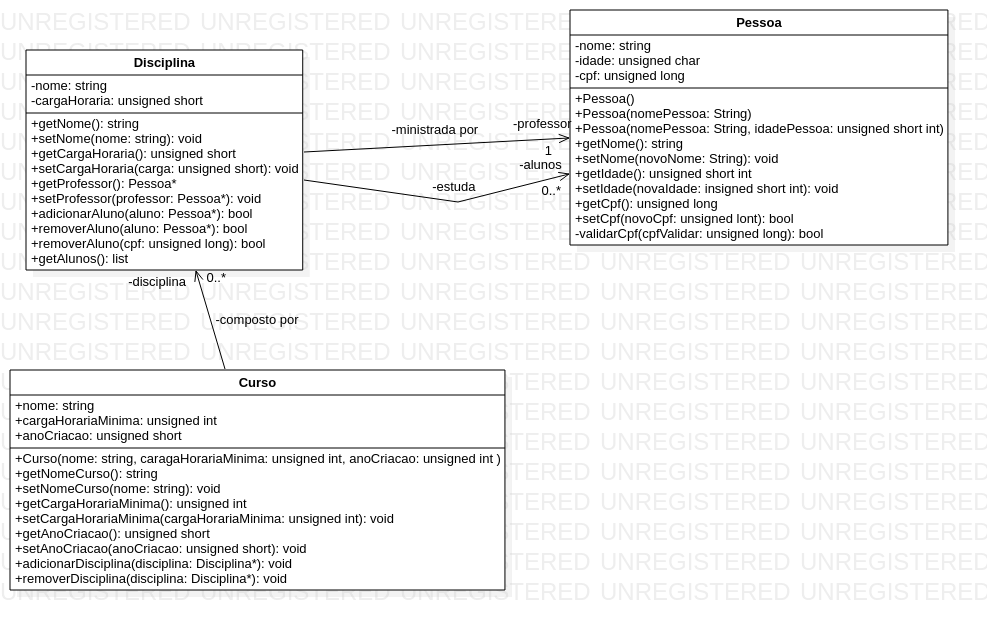 Pessoa
-nome: string
-idade: unsigned char
-cpf: unsigned long
+Pessoa()
+Pessoa(nomePessoa: String)
+Pessoa(nomePessoa: String, idadePessoa: unsigned short int)
+getNome(): string
+setNome(novoNome: String): void
+getIdade(): unsigned short int
+setIdade(novaIdade: insigned short int): void
+getCpf(): unsigned long
+setCpf(novoCpf: unsigned lont): bool
-validarCpf(cpfValidar: unsigned long): bool
Disciplina
-nome: string
-cargaHoraria: unsigned short
+getNome(): string
+setNome(nome: string): void
+getCargaHoraria(): unsigned short
+setCargaHoraria(carga: unsigned short): void
+getProfessor(): Pessoa*
+setProfessor(professor: Pessoa*): void
+adicionarAluno(aluno: Pessoa*): bool
+removerAluno(aluno: Pessoa*): bool
+removerAluno(cpf: unsigned long): bool
+getAlunos(): list
-ministrada por
-professor
1
-alunos
-estuda
0..*
-disciplina
0..*
-composto por
Curso
+nome: string
+cargaHorariaMinima: unsigned int
+anoCriacao: unsigned short
+Curso(nome: string, caragaHorariaMinima: unsigned int, anoCriacao: unsigned int )
+getNomeCurso(): string
+setNomeCurso(nome: string): void
+getCargaHorariaMinima(): unsigned int
+setCargaHorariaMinima(cargaHorariaMinima: unsigned int): void
+getAnoCriacao(): unsigned short
+setAnoCriacao(anoCriacao: unsigned short): void
+adicionarDisciplina(disciplina: Disciplina*): void
+removerDisciplina(disciplina: Disciplina*): void
UNREGISTERED